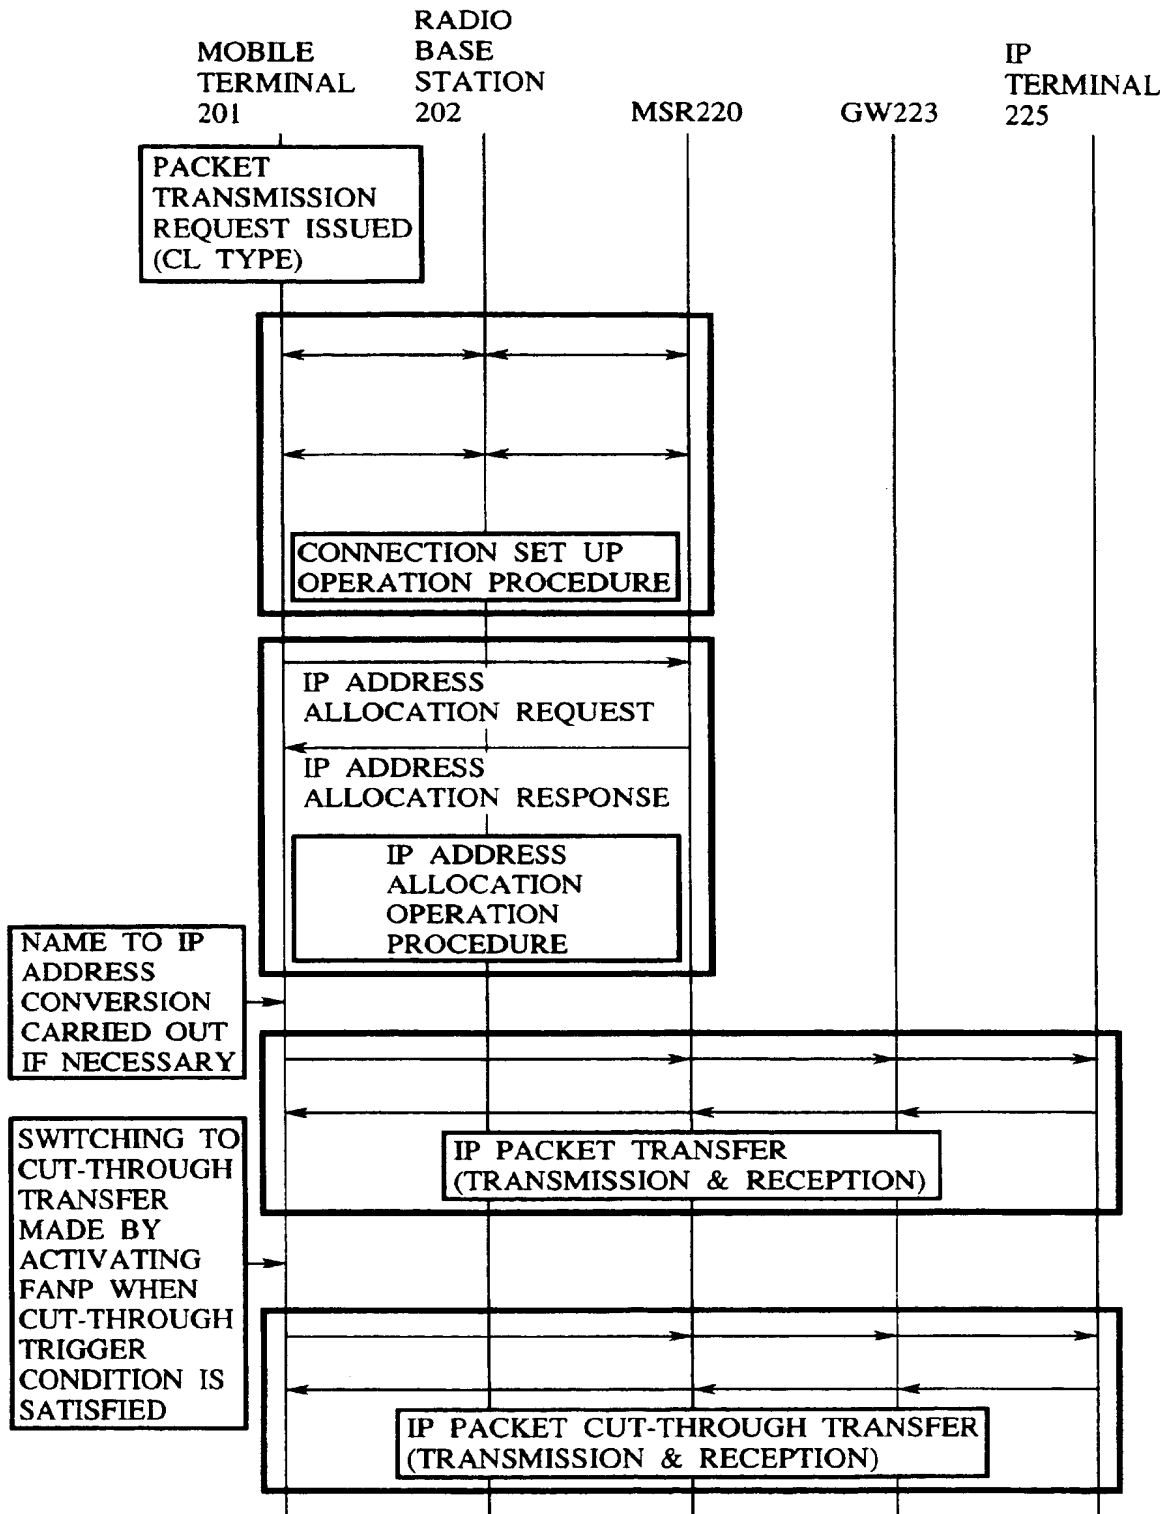 MOBILE
TERMINAL
201
RADIO
BASE
STATION
202
MSR220
GW223
IP
TERMINAL
225
PACKET
TRANSMISSION
REQUEST ISSUED
(CL TYPE)
CONNECTION SET UP
OPERATION PROCEDURE
IP ADDRESS
ALLOCATION REQUEST
IP ADDRESS
ALLOCATION RESPONSE
IP ADDRESS
ALLOCATION
OPERATION
PROCEDURE
NAME TO IP
ADDRESS
CONVERSION
CARRIED OUT
IF NECESSARY
IP PACKET TRANSFER
(TRANSMISSION & RECEPTION)
SWITCHING TO
CUT-THROUGH
TRANSFER
MADE BY
ACTIVATING
FANP WHEN
CUT-THROUGH
TRIGGER
CONDITION IS
SATISFIED
IP PACKET CUT-THROUGH TRANSFER
(TRANSMISSION & RECEPTION)